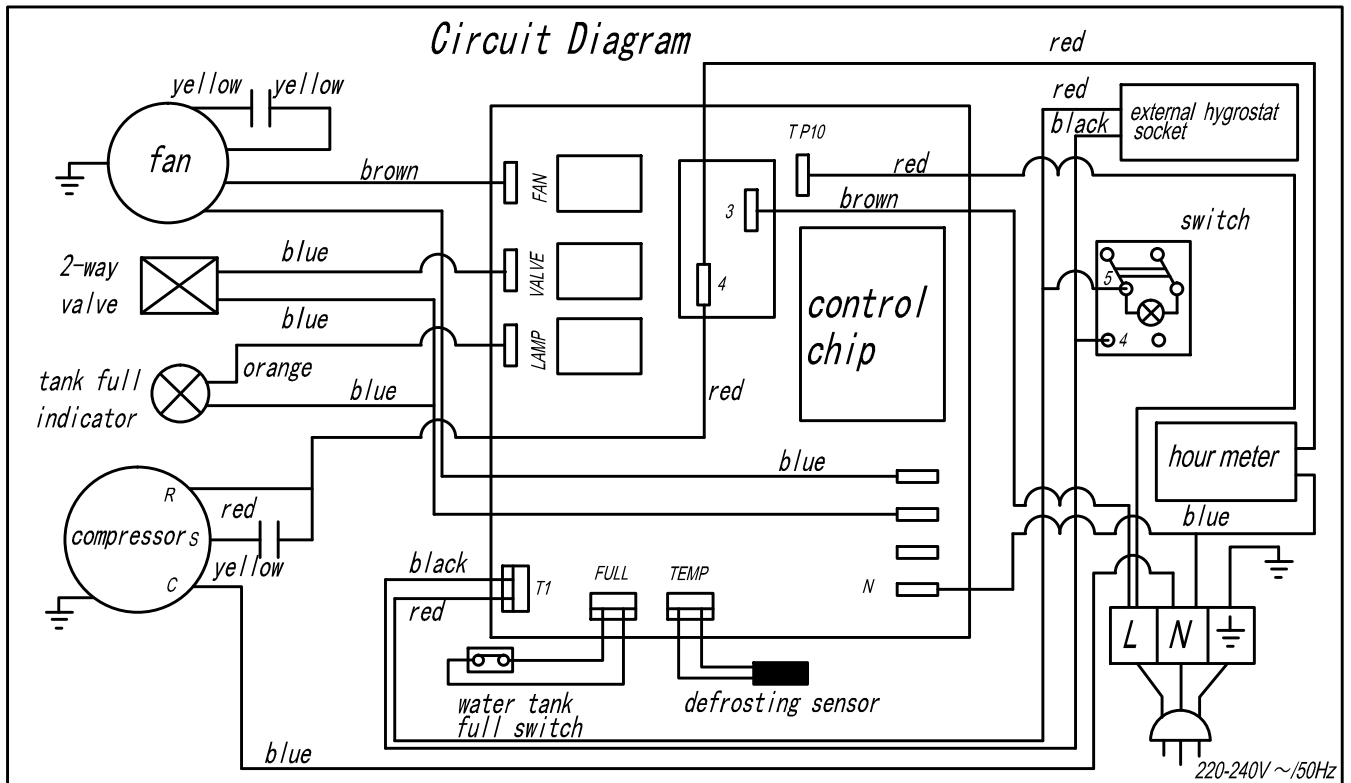 Circuit Diagram
red
yellow yellow
red
external hygrostat
socket
black
TP10
fan
brown
FAN
red
3
brown
switch
2-way
valve
blue
VALVE
4
5
control
chip
blue
LAMP
4
tank full
indicator
orange
blue
red
hour meter
blue
R
red
compressor S
yellow
C
blue
black
T1
red
FULL
TEMP
N
L N
water tank
full switch
defrosting sensor
blue
220-240V ~/50Hz